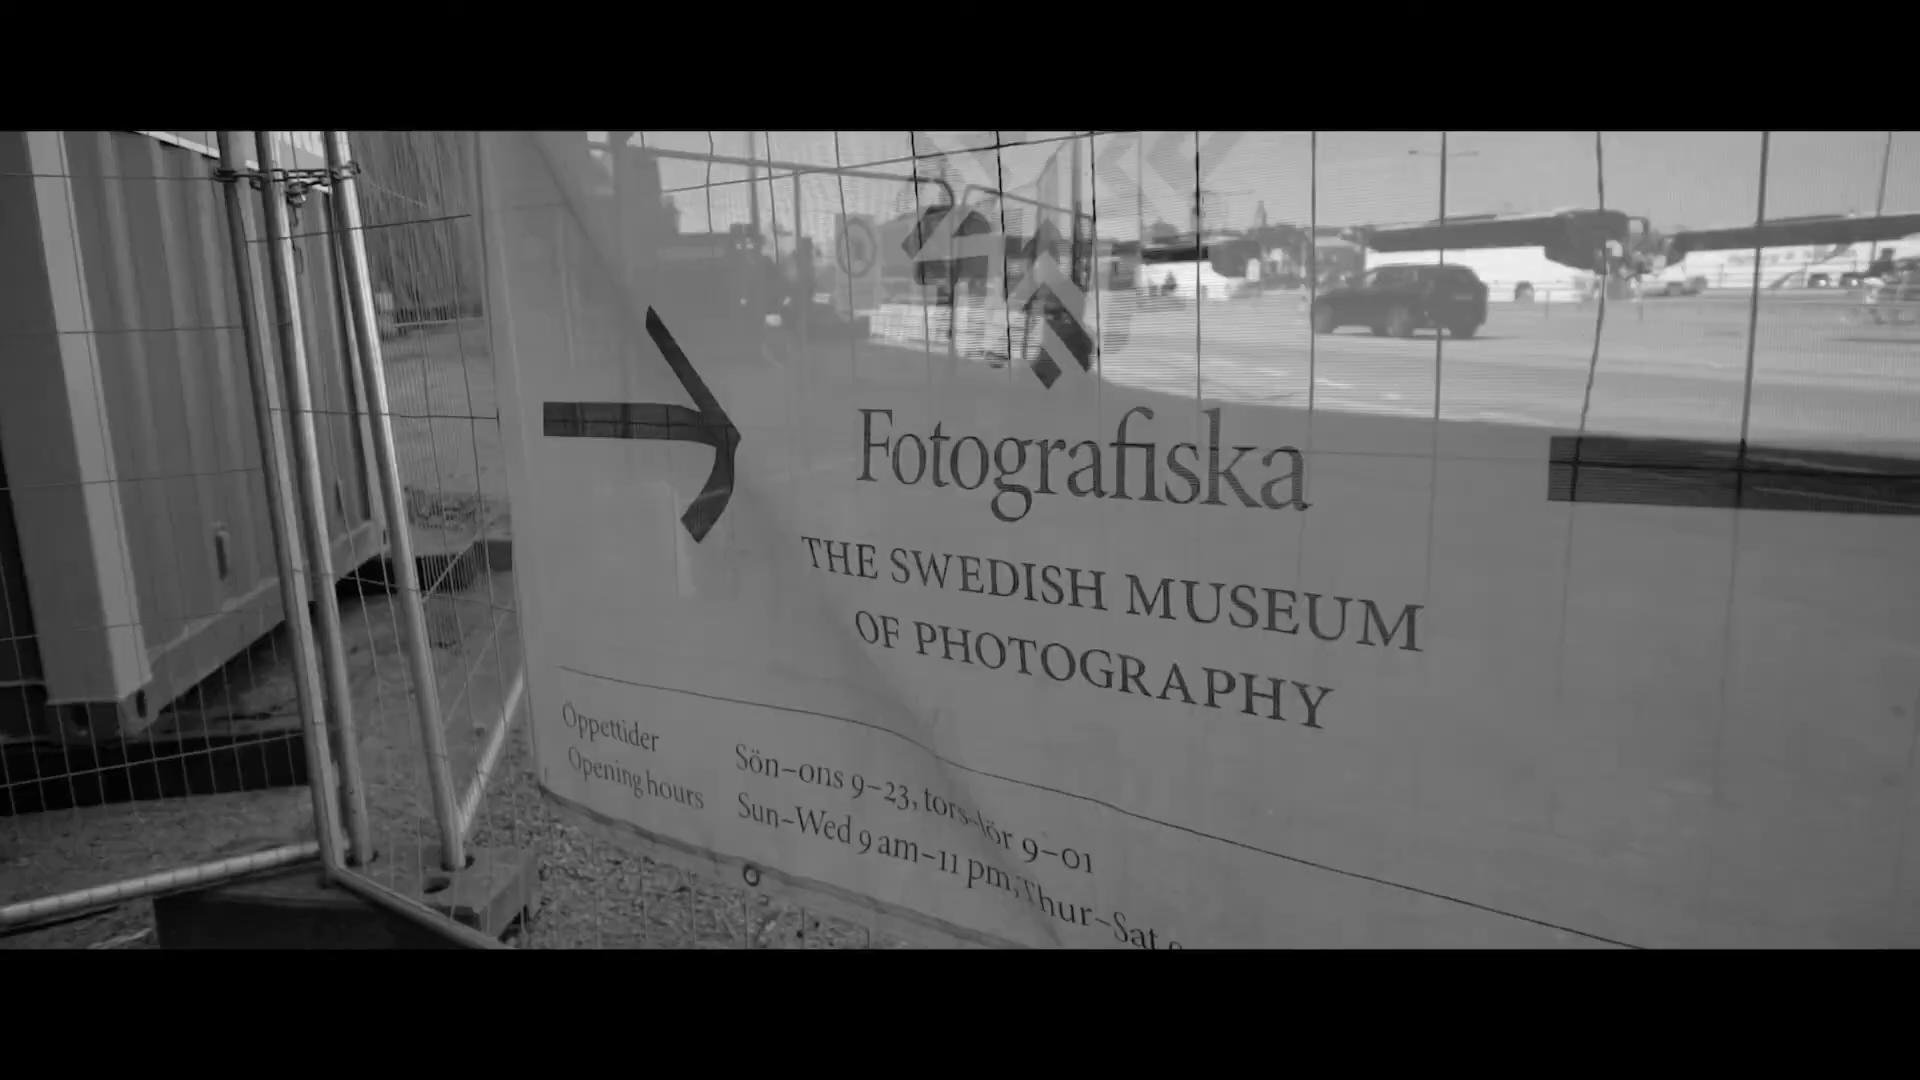 Fotografiska
THE SWEDISH MUSEUM
OF PHOTOGRAPHY
Öppettider
Sön–ons 9–23, tors–lör 9–01
Opening hours
Sun–Wed 9 am–11 pm, Thur–Sat